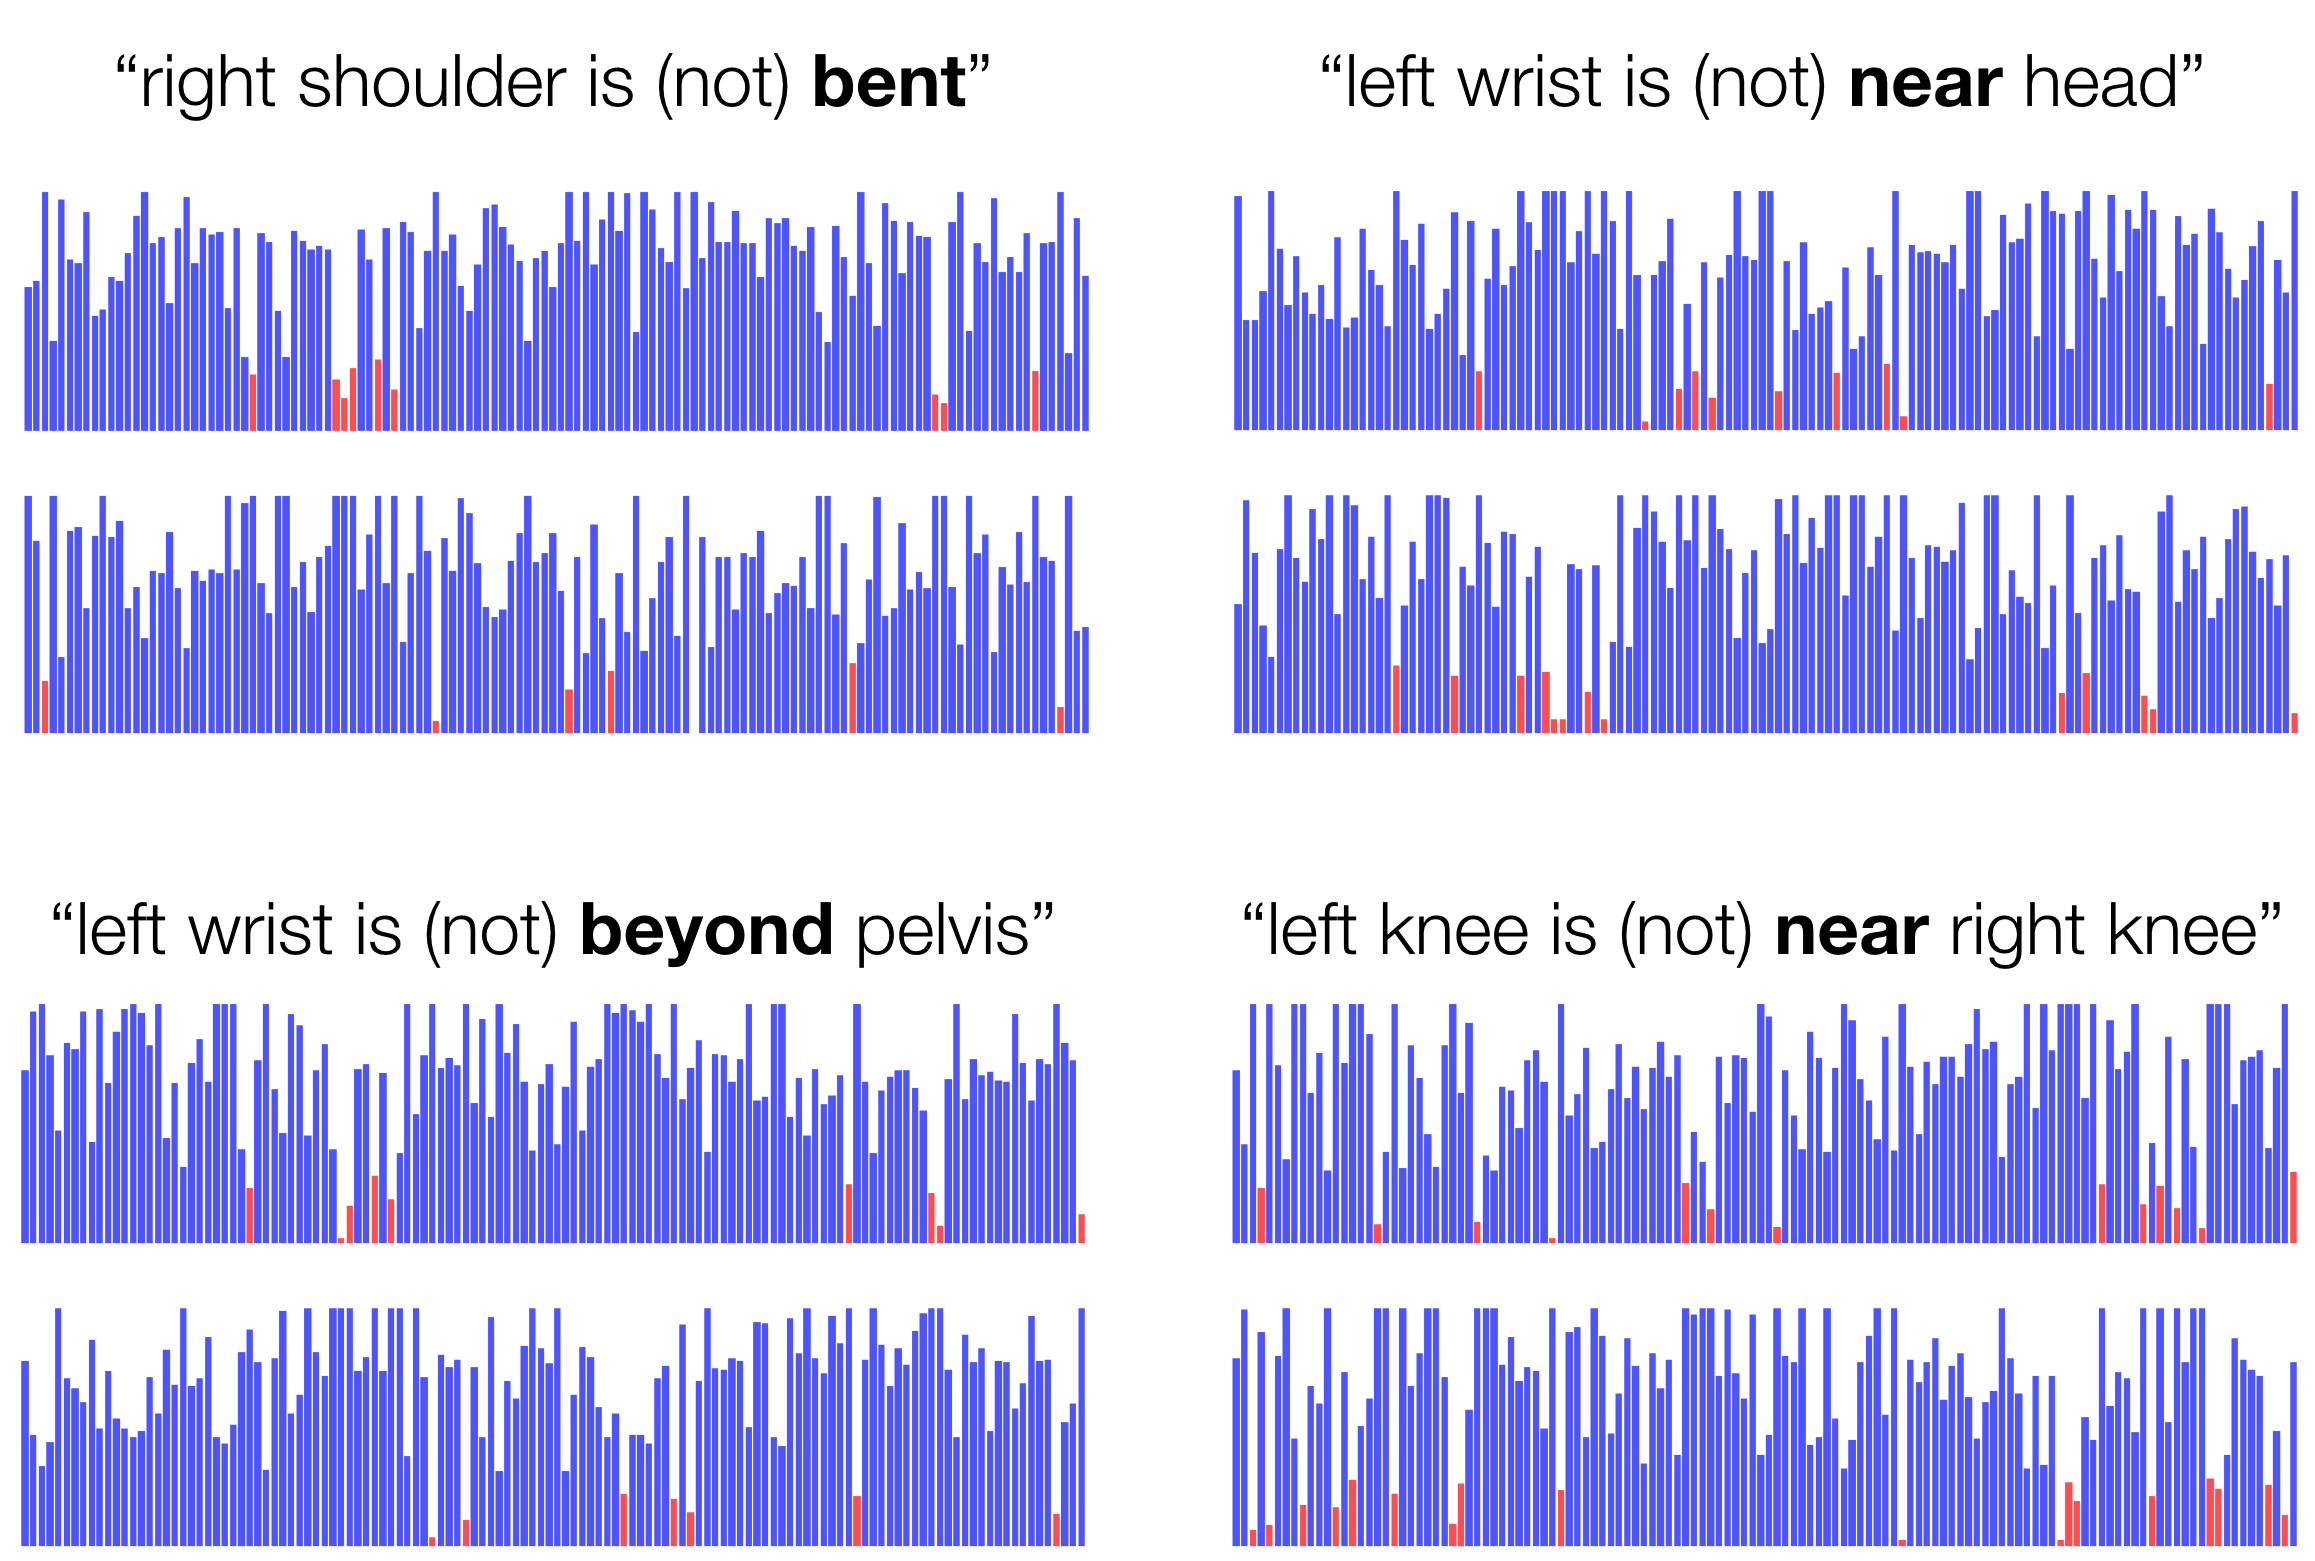 “right shoulder is (not) bent”
“left wrist is (not) near head”
“left wrist is (not) beyond pelvis”
“left knee is (not) near right knee”